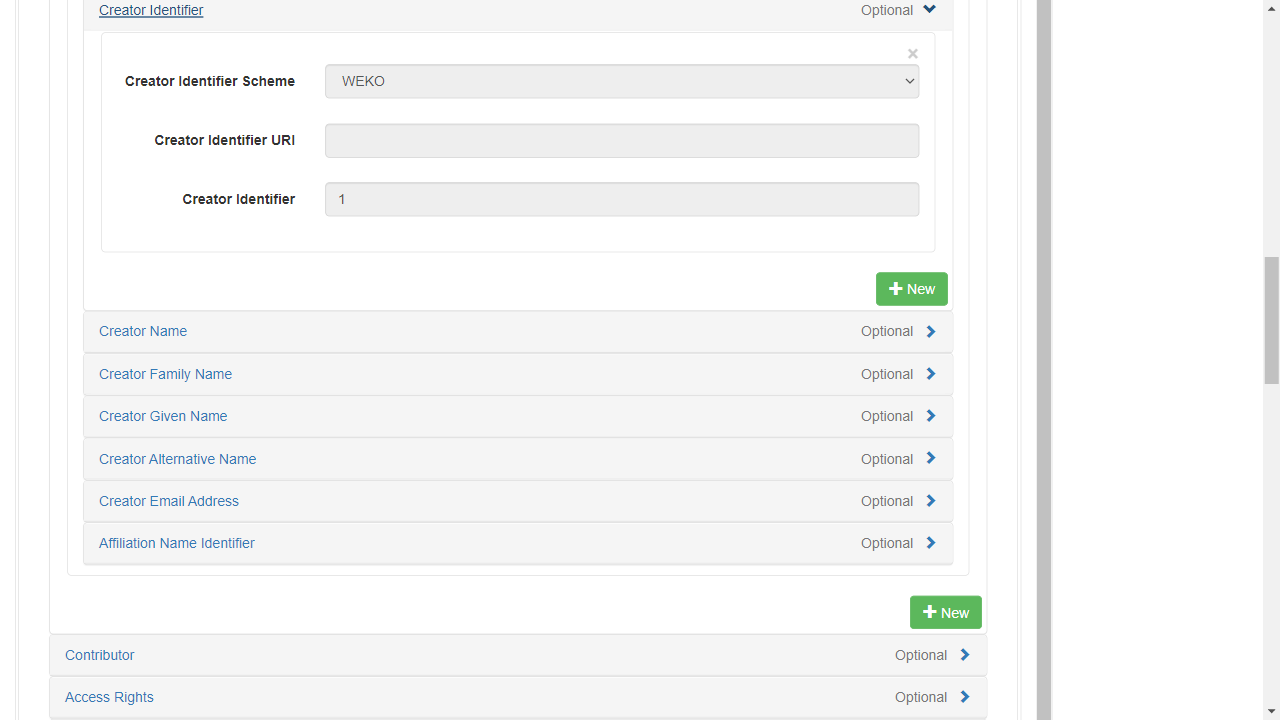 Creator Identifier Optional
Creator Identifier Scheme WEKO
Creator Identifier URI
Creator Identifier 1
New
Creator Name Optional
Creator Family Name Optional
Creator Given Name Optional
Creator Alternative Name Optional
Creator Email Address Optional
Affiliation Name Identifier Optional
New
Contributor Optional
Access Rights Optional